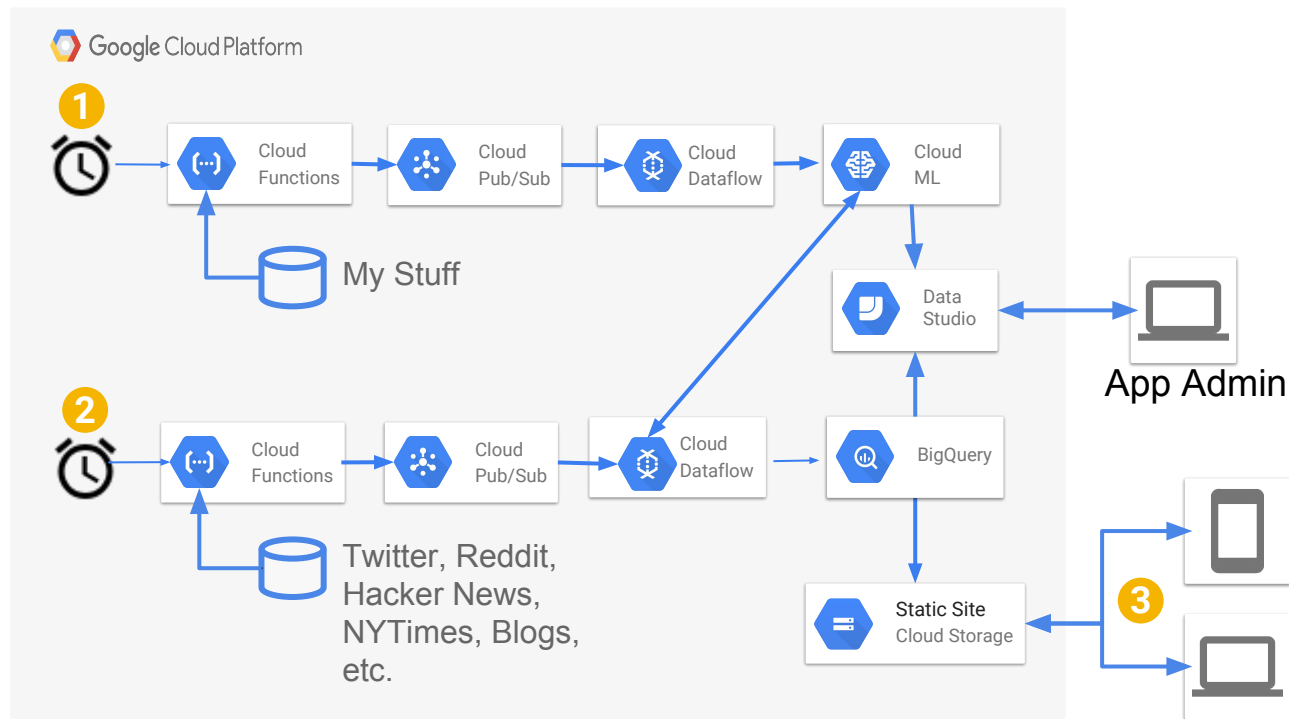 Google Cloud Platform
1
Cloud
Functions
Cloud
Pub/Sub
Cloud
Dataflow
Cloud
ML
My Stuff
Data
Studio
App Admin
2
Cloud
Functions
Cloud
Pub/Sub
Cloud
Dataflow
BigQuery
Twitter, Reddit,
Hacker News,
NYTimes, Blogs,
etc.
Static Site
Cloud Storage
3